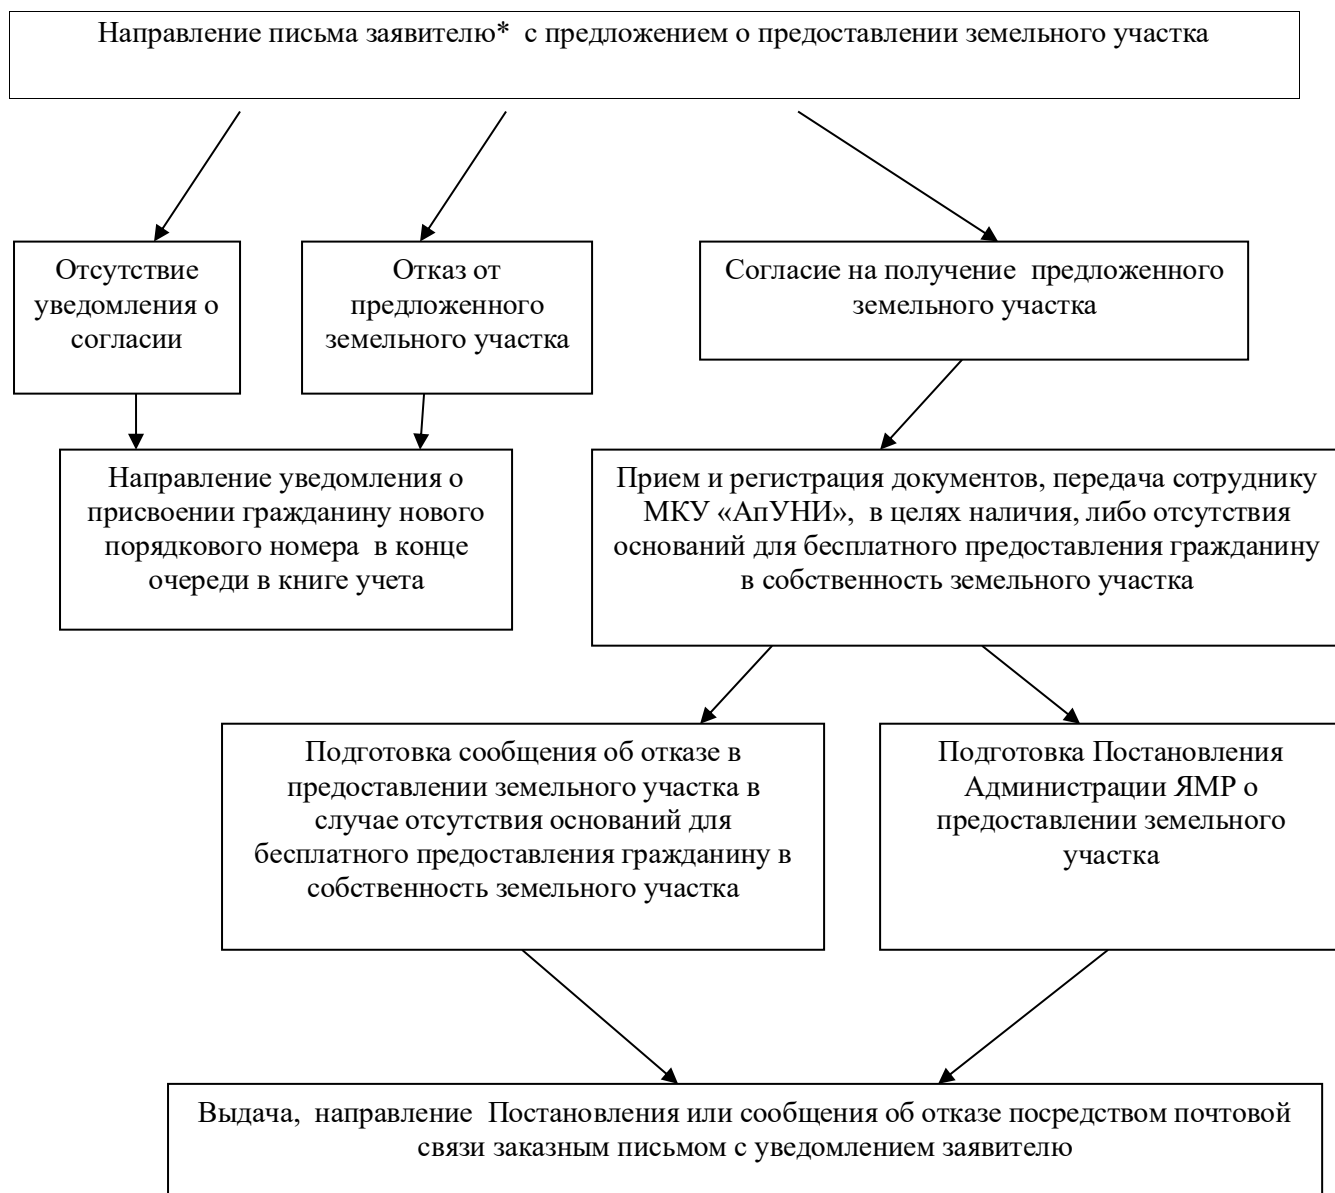 Направление письма заявителю*  с предложением о предоставлении земельного участка
Отсутствие
уведомления о
согласии
Отказ от
предложенного
земельного участка
Согласие на получение  предложенного
земельного участка
Направление уведомления о
присвоении гражданину нового
порядкового номера  в конце
очереди в книге учета
Прием и регистрация документов, передача сотруднику
МКУ «АпУНИ»,  в целях наличия, либо отсутствия
оснований для бесплатного предоставления гражданину
в собственность земельного участка
Подготовка сообщения об отказе в
предоставлении земельного участка в
случае отсутствия оснований для
бесплатного предоставления гражданину в
собственность земельного участка
Подготовка Постановления
Администрации ЯМР о
предоставлении земельного
участка
Выдача,  направление  Постановления или сообщения об отказе посредством почтовой
связи заказным письмом с уведомлением заявителю